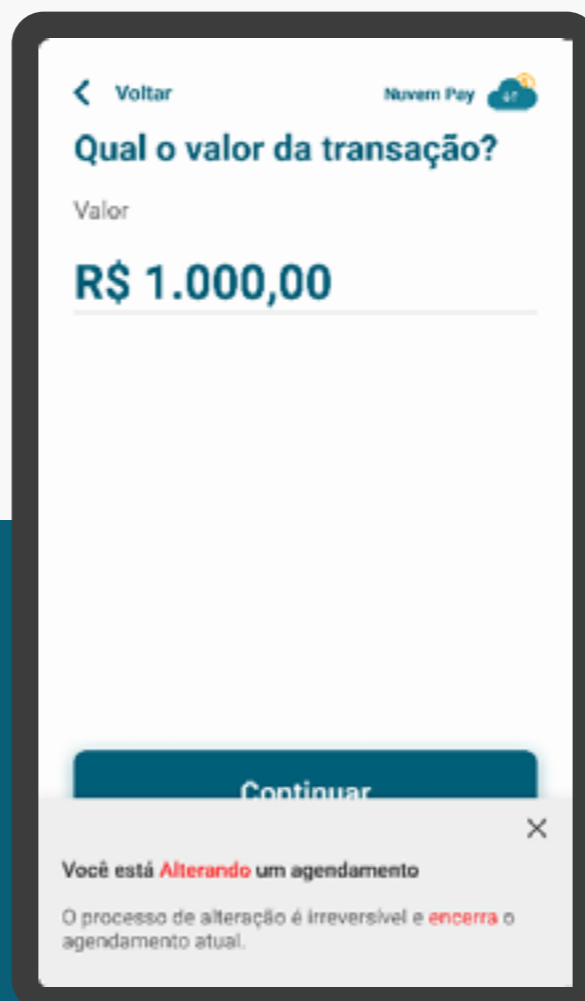 Voltar
Nuvem Pay
Qual o valor da transação?
Valor
R$ 1.000,00
Continuar
Você está Alterando um agendamento
O processo de alteração é irreversível e encerra o
agendamento atual.